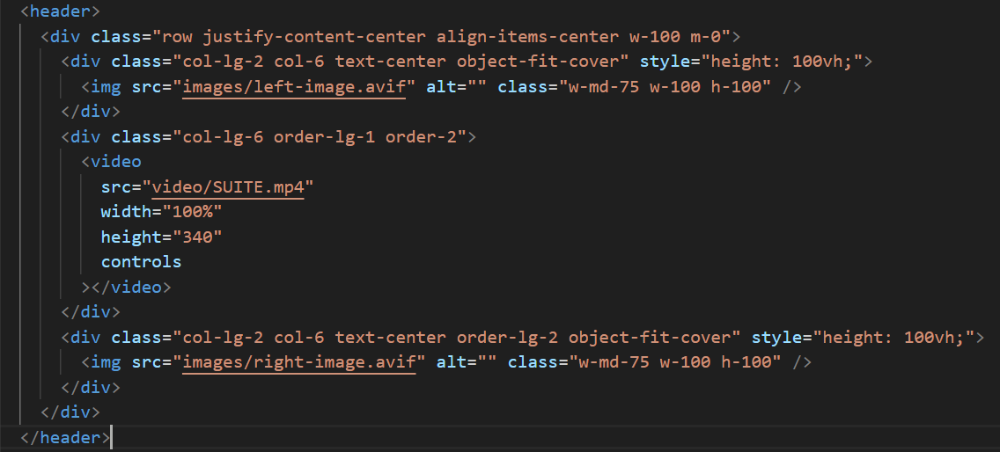 <header>
<div class="row justify-content-center align-items-center w-100 m-0">
<div class="col-lg-2 col-6 text-center object-fit-cover" style="height: 100vh;">
<img src="images/left-image.avif" alt="" class="w-md-75 w-100 h-100" />
</div>
<div class="col-lg-6 order-lg-1 order-2">
<video
src="video/SUITE.mp4"
width="100%"
height="340"
controls
></video>
</div>
<div class="col-lg-2 col-6 text-center order-lg-2 object-fit-cover" style="height: 100vh;">
<img src="images/right-image.avif" alt="" class="w-md-75 w-100 h-100" />
</div>
</div>
</header>